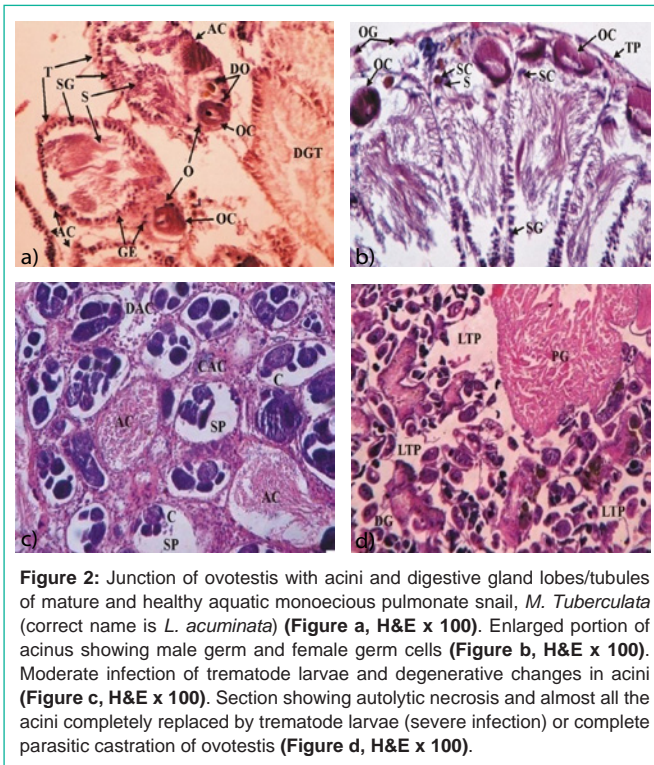 AC
T
SG
S
DO
OC
O
DGT
OC
AC
GE
a)
OG
OC
TP
OC
SC
S
SC
SG
b)
DAC
CAC
C
AC
SP
AC
C
SP
c)
LTP
PG
LTP
DG
LTP
d)
Figure 2: Junction of ovotestis with acini and digestive gland lobes/tubules
of mature and healthy aquatic monoecious pulmonate snail, M. Tuberculata
(correct name is L. acuminata) (Figure a, H&E x 100). Enlarged portion of
acinus showing male germ and female germ cells (Figure b, H&E x 100).
Moderate infection of trematode larvae and degenerative changes in acini
(Figure c, H&E x 100). Section showing autolytic necrosis and almost all the
acini completely replaced by trematode larvae (severe infection) or complete
parasitic castration of ovotestis (Figure d, H&E x 100).